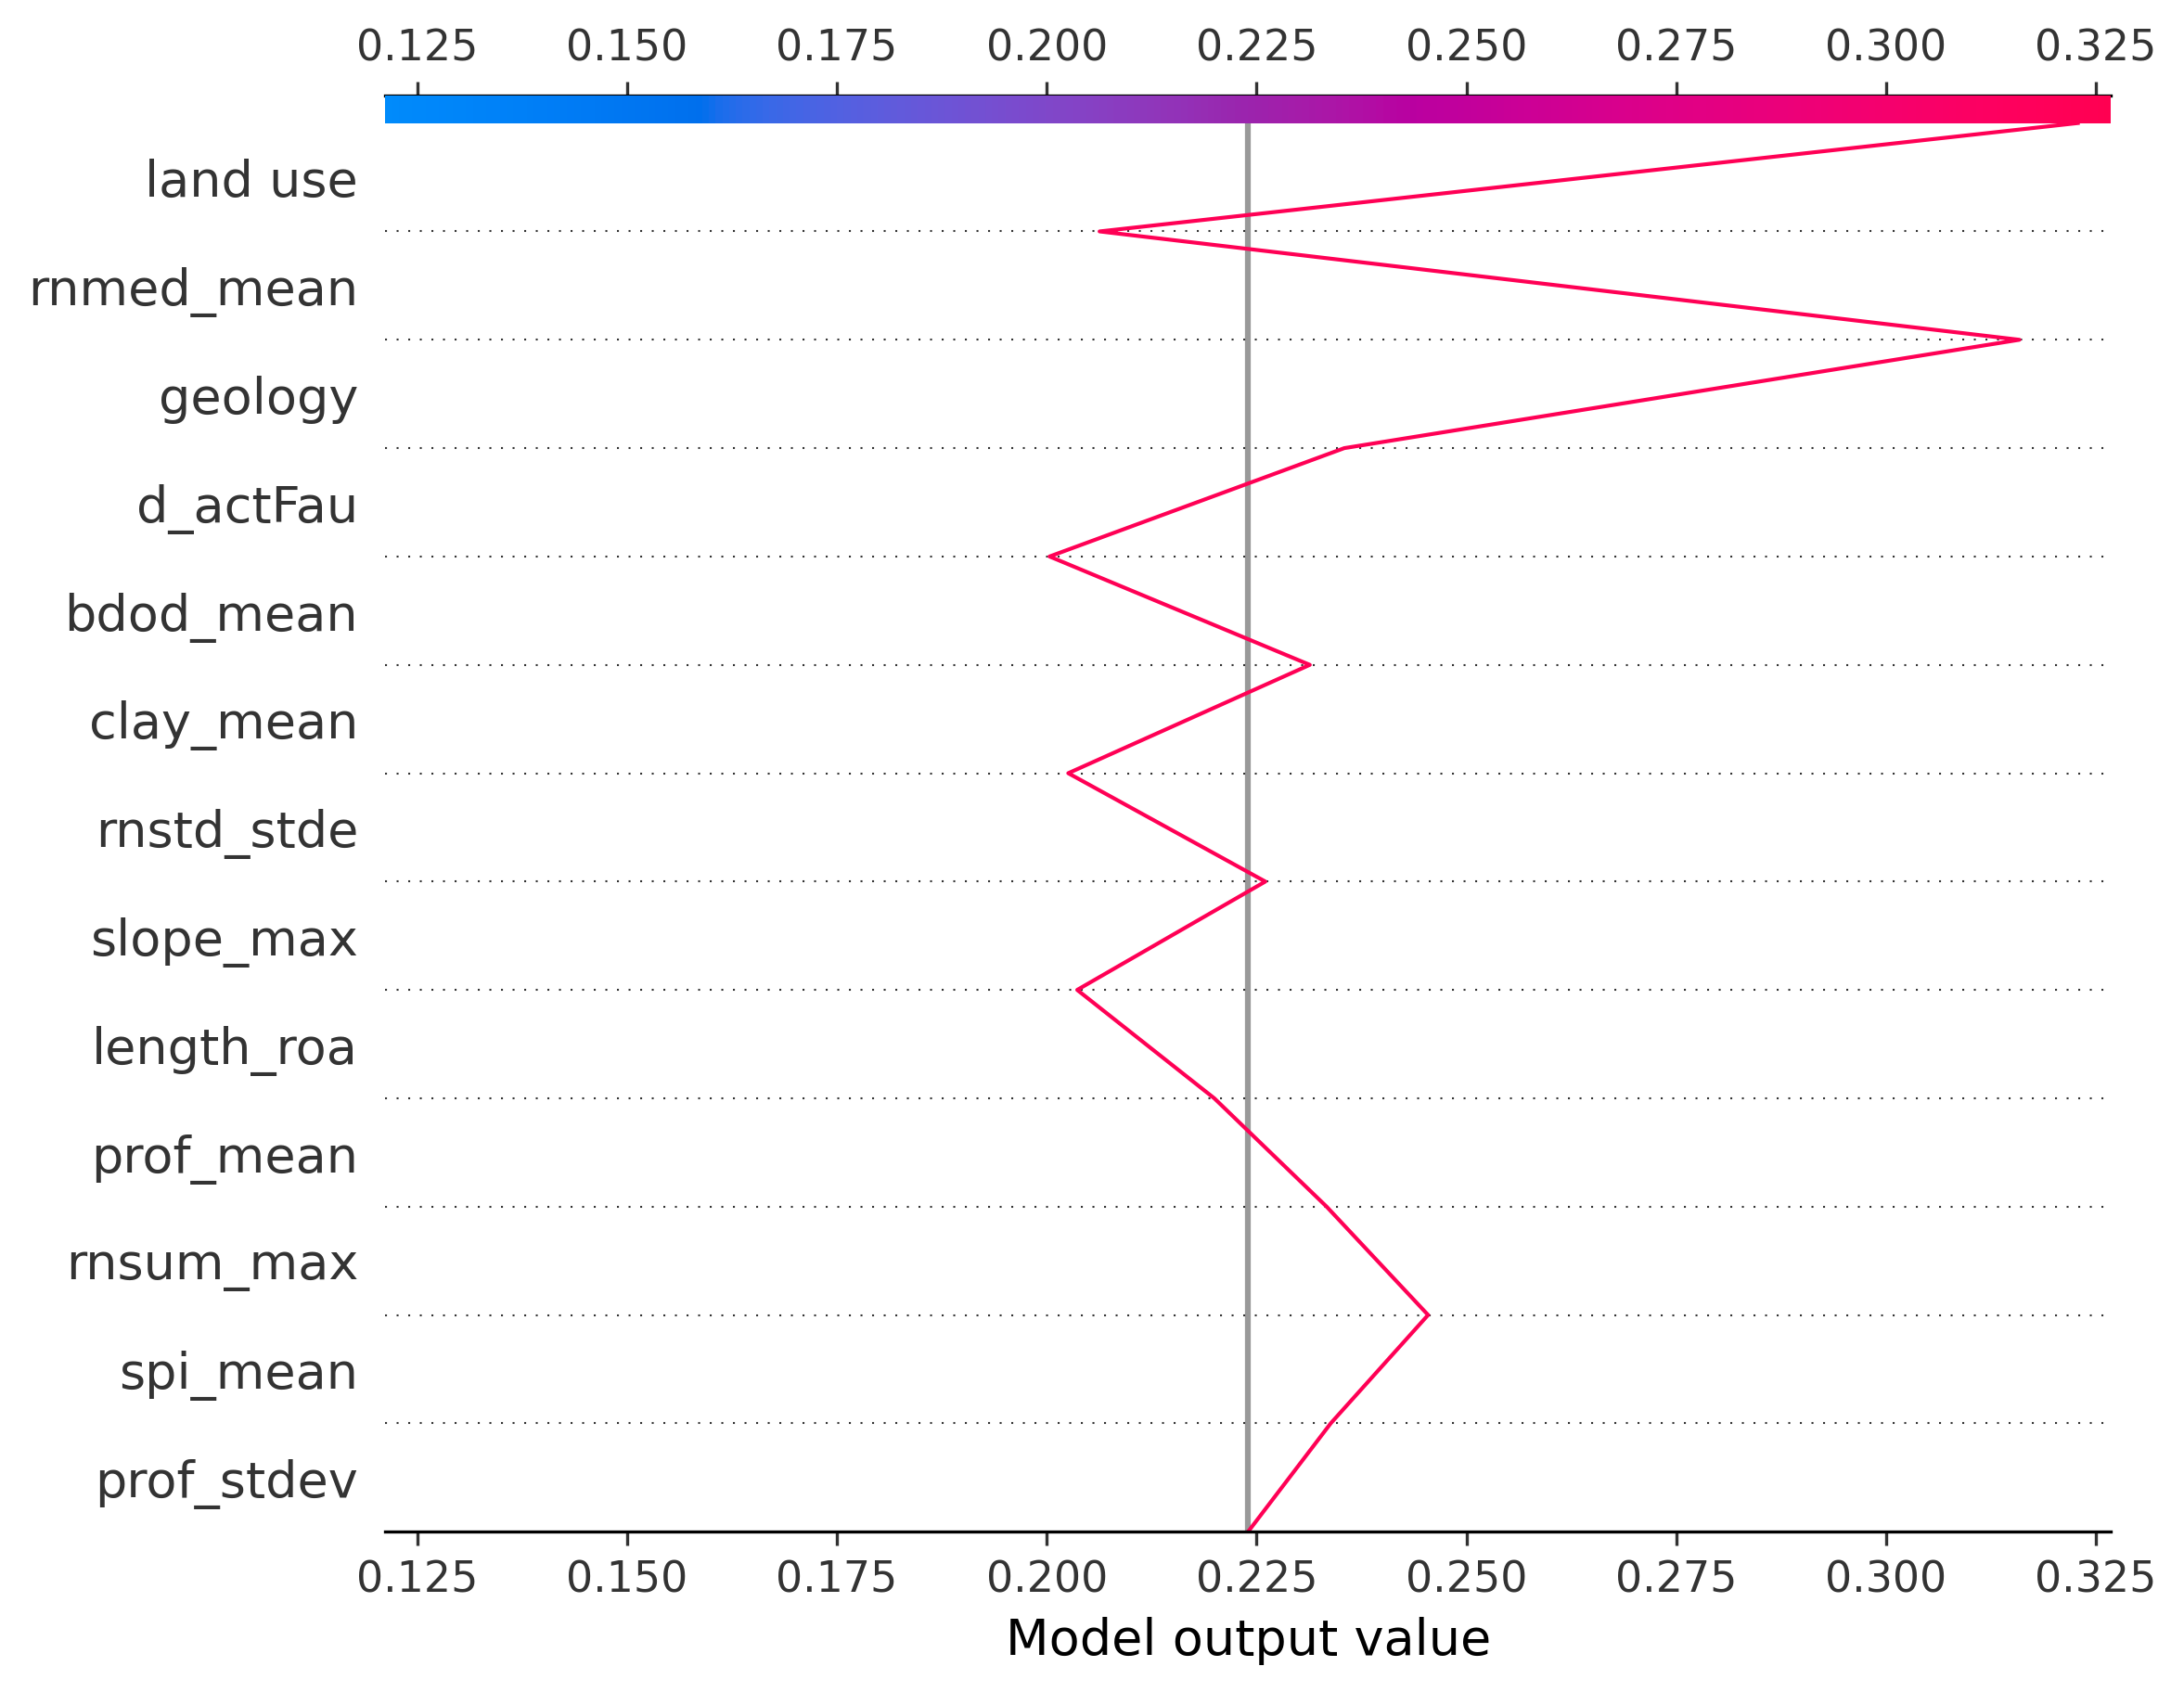 0.125 0.150 0.175 0.200 0.225 0.250 0.275 0.300 0.325
land use
rnmed_mean
geology
d_actFau
bdod_mean
clay_mean
rnstd_stde
slope_max
length_roa
prof_mean
rnsum_max
spi_mean
prof_stdev
0.125 0.150 0.175 0.200 0.225 0.250 0.275 0.300 0.325
Model output value